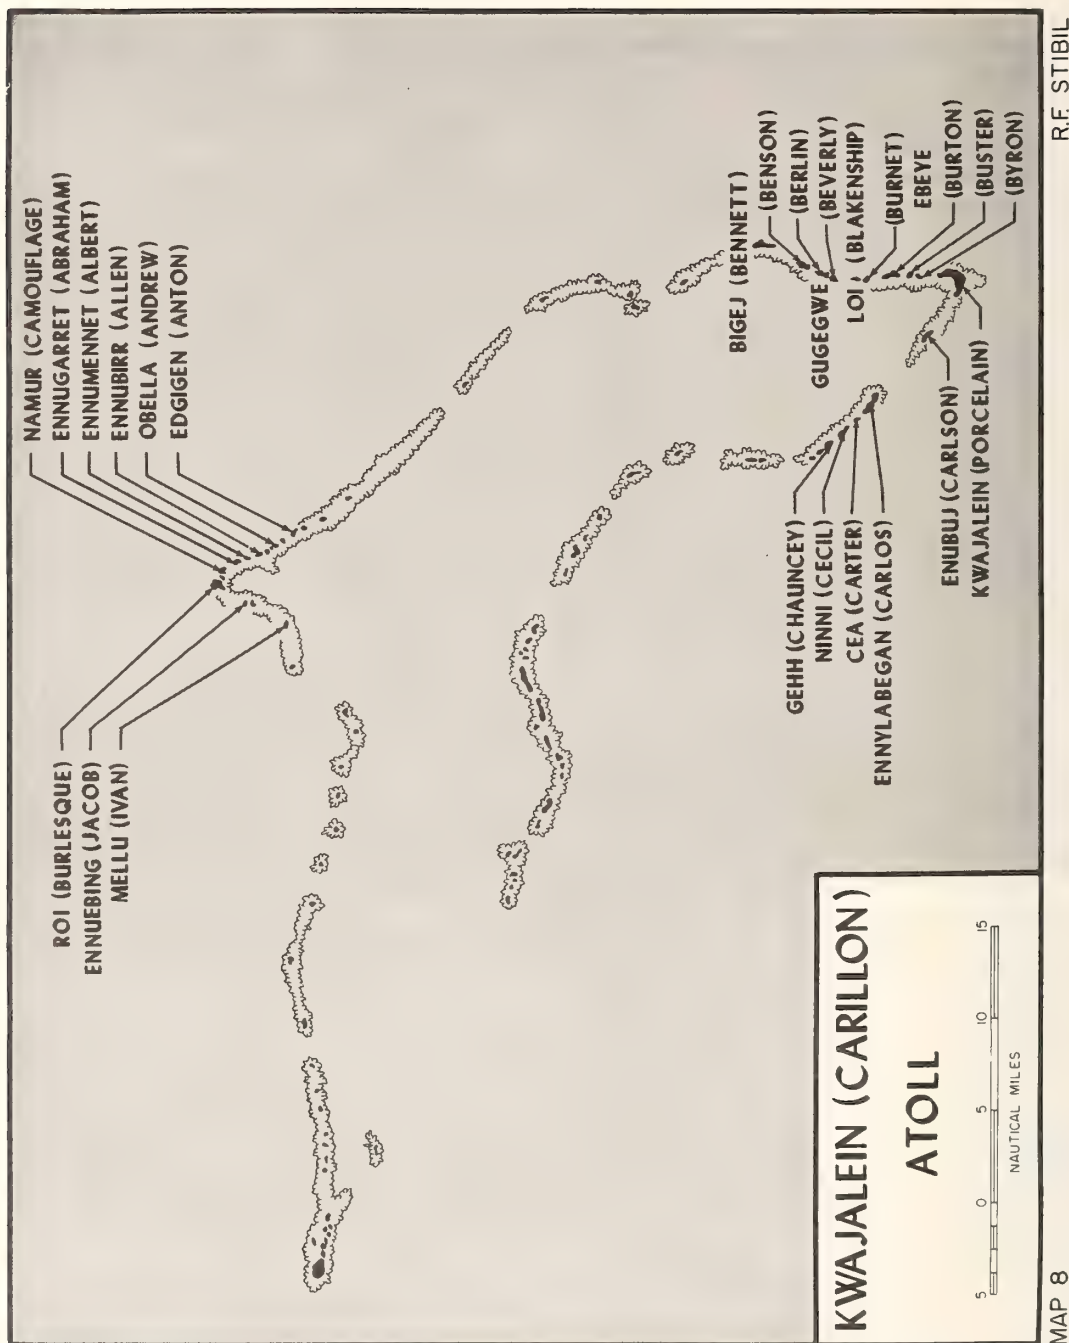 NAMUR (CAMOUFLAGE)
ENNUGARRET (ABRAHAM)
ENNUMENNET (ALBERT)
ENNUBIRR (ALLEN)
OBELLA (ANDREW)
EDGIGEN (ANTON)
ROI (BURLESQUE)
ENNUEBING (JACOB)
MELLU (IVAN)
BIGEJ (BENNETT)
(BENSON)
(BERLIN)
(BEVERLY)
GUGEGWE
LOI (BLAKENSHIP)
(BURNET)
EBEYE
(BURTON)
(BUSTER)
(BYRON)
GEHH (CHAUNCEY)
NINNI (CECIL)
CEA (CARTER)
ENNYLABEGAN (CARLOS)
ENUBUJ (CARLSON)
KWAJALEIN (PORCELAIN)
KWAJALEIN (CARILLON)
ATOLL
5 0 5 10 15
NAUTICAL MILES
MAP 8
R.F. STIBIL